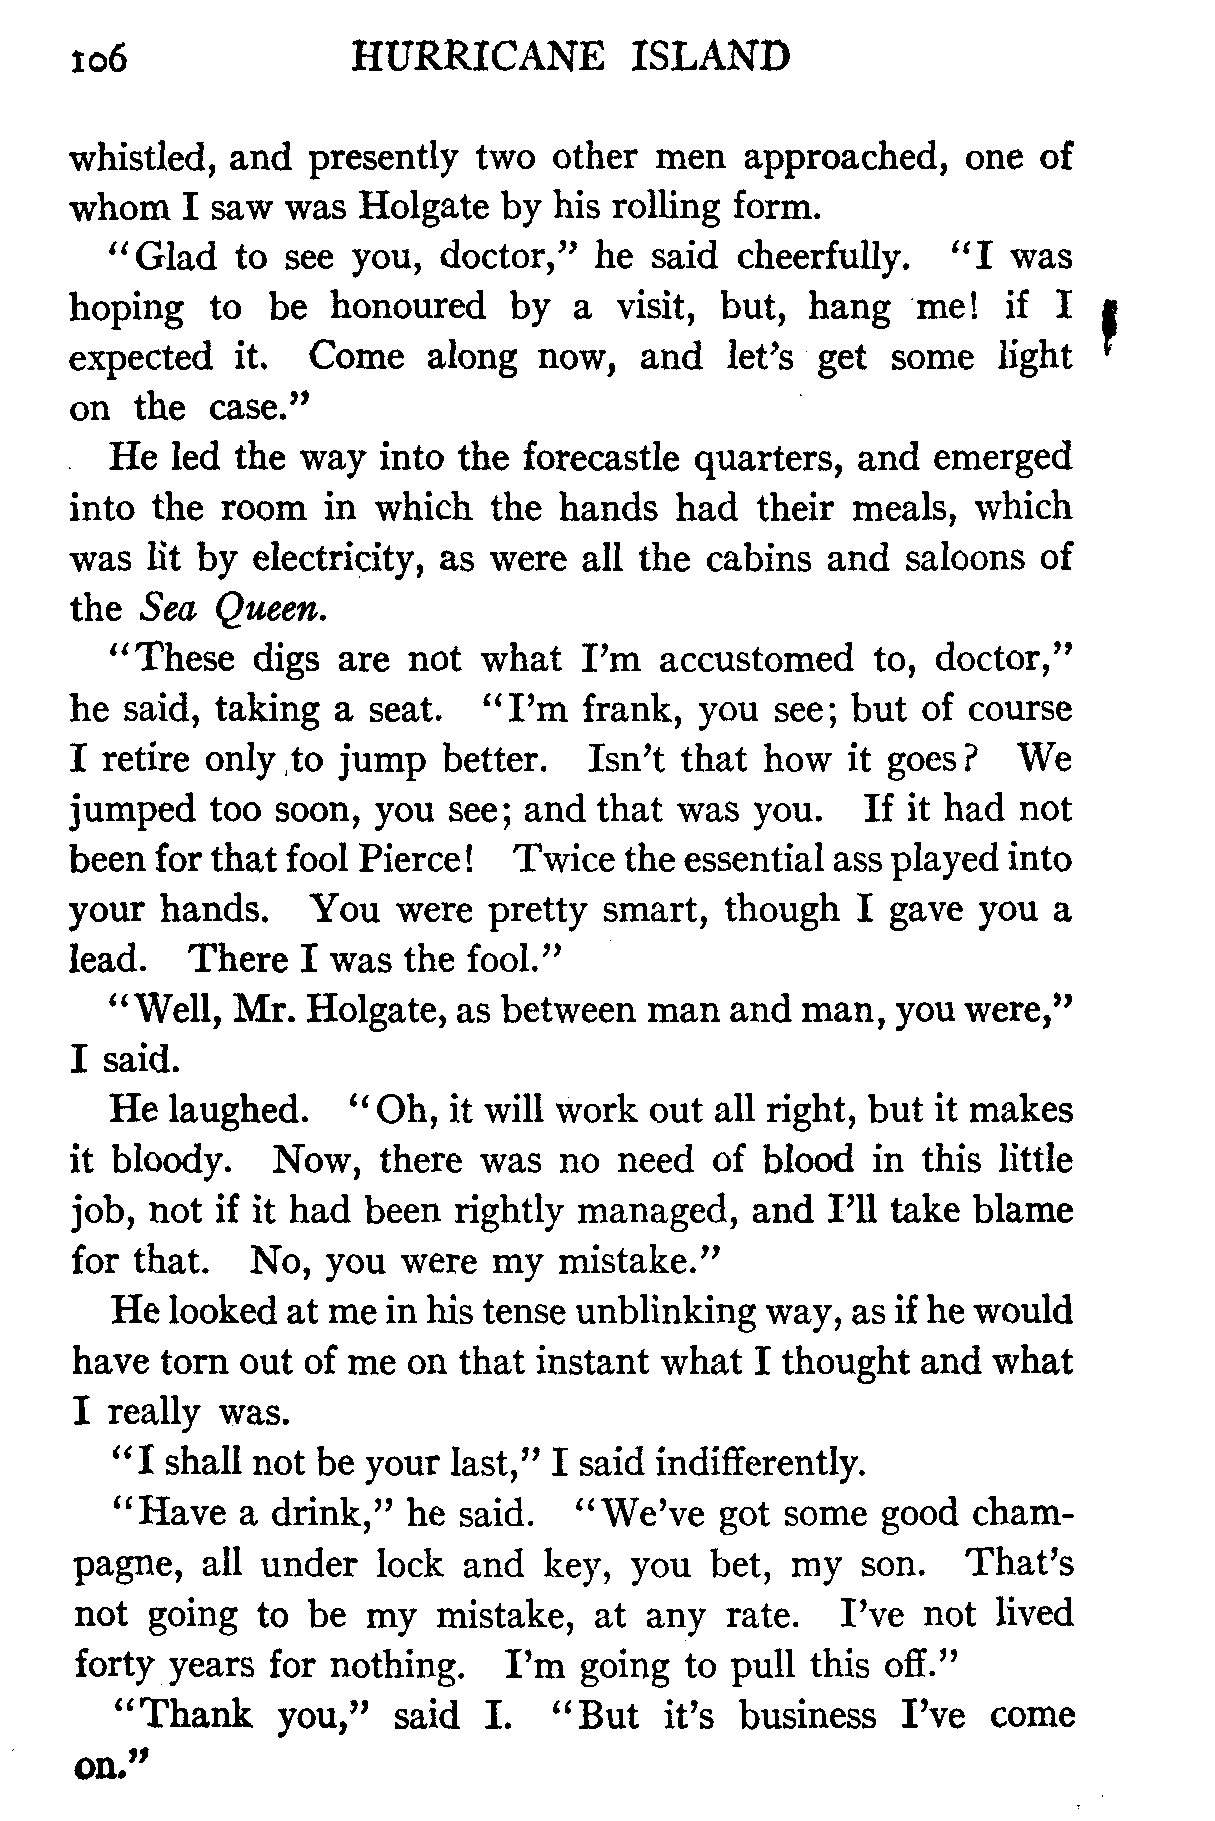 106 HURRICANE ISLAND
whistled, and presently two other men approached, one of
whom I saw was Holgate by his rolling form.
"Glad to see you, doctor," he said cheerfully. "I was
hoping to be honoured by a visit, but, hang me! if I
expected it. Come along now, and let's get some light
on the case."
He led the way into the forecastle quarters, and emerged
into the room in which the hands had their meals, which
was lit by electricity, as were all the cabins and saloons of
the Sea Queen.
"These digs are not what I'm accustomed to, doctor,"
he said, taking a seat. "I'm frank, you see; but of course
I retire only to jump better. Isn't that how it goes? We
jumped too soon, you see; and that was you. If it had not
been for that fool Pierce! Twice the essential ass played into
your hands. You were pretty smart, though I gave you a
lead. There I was the fool."
"Well, Mr. Holgate, as between man and man, you were,"
I said.
He laughed. "Oh, it will work out all right, but it makes
it bloody. Now, there was no need of blood in this little
job, not if it had been rightly managed, and I'll take blame
for that. No, you were my mistake."
He looked at me in his tense unblinking way, as if he would
have torn out of me on that instant what I thought and what
I really was.
"I shall not be your last," I said indifferently.
"Have a drink," he said. "We've got some good cham-
pagne, all under lock and key, you bet, my son. That's
not going to be my mistake, at any rate. I've not lived
forty years for nothing. I'm going to pull this off."
"Thank you," said I. "But it's business I've come
on."